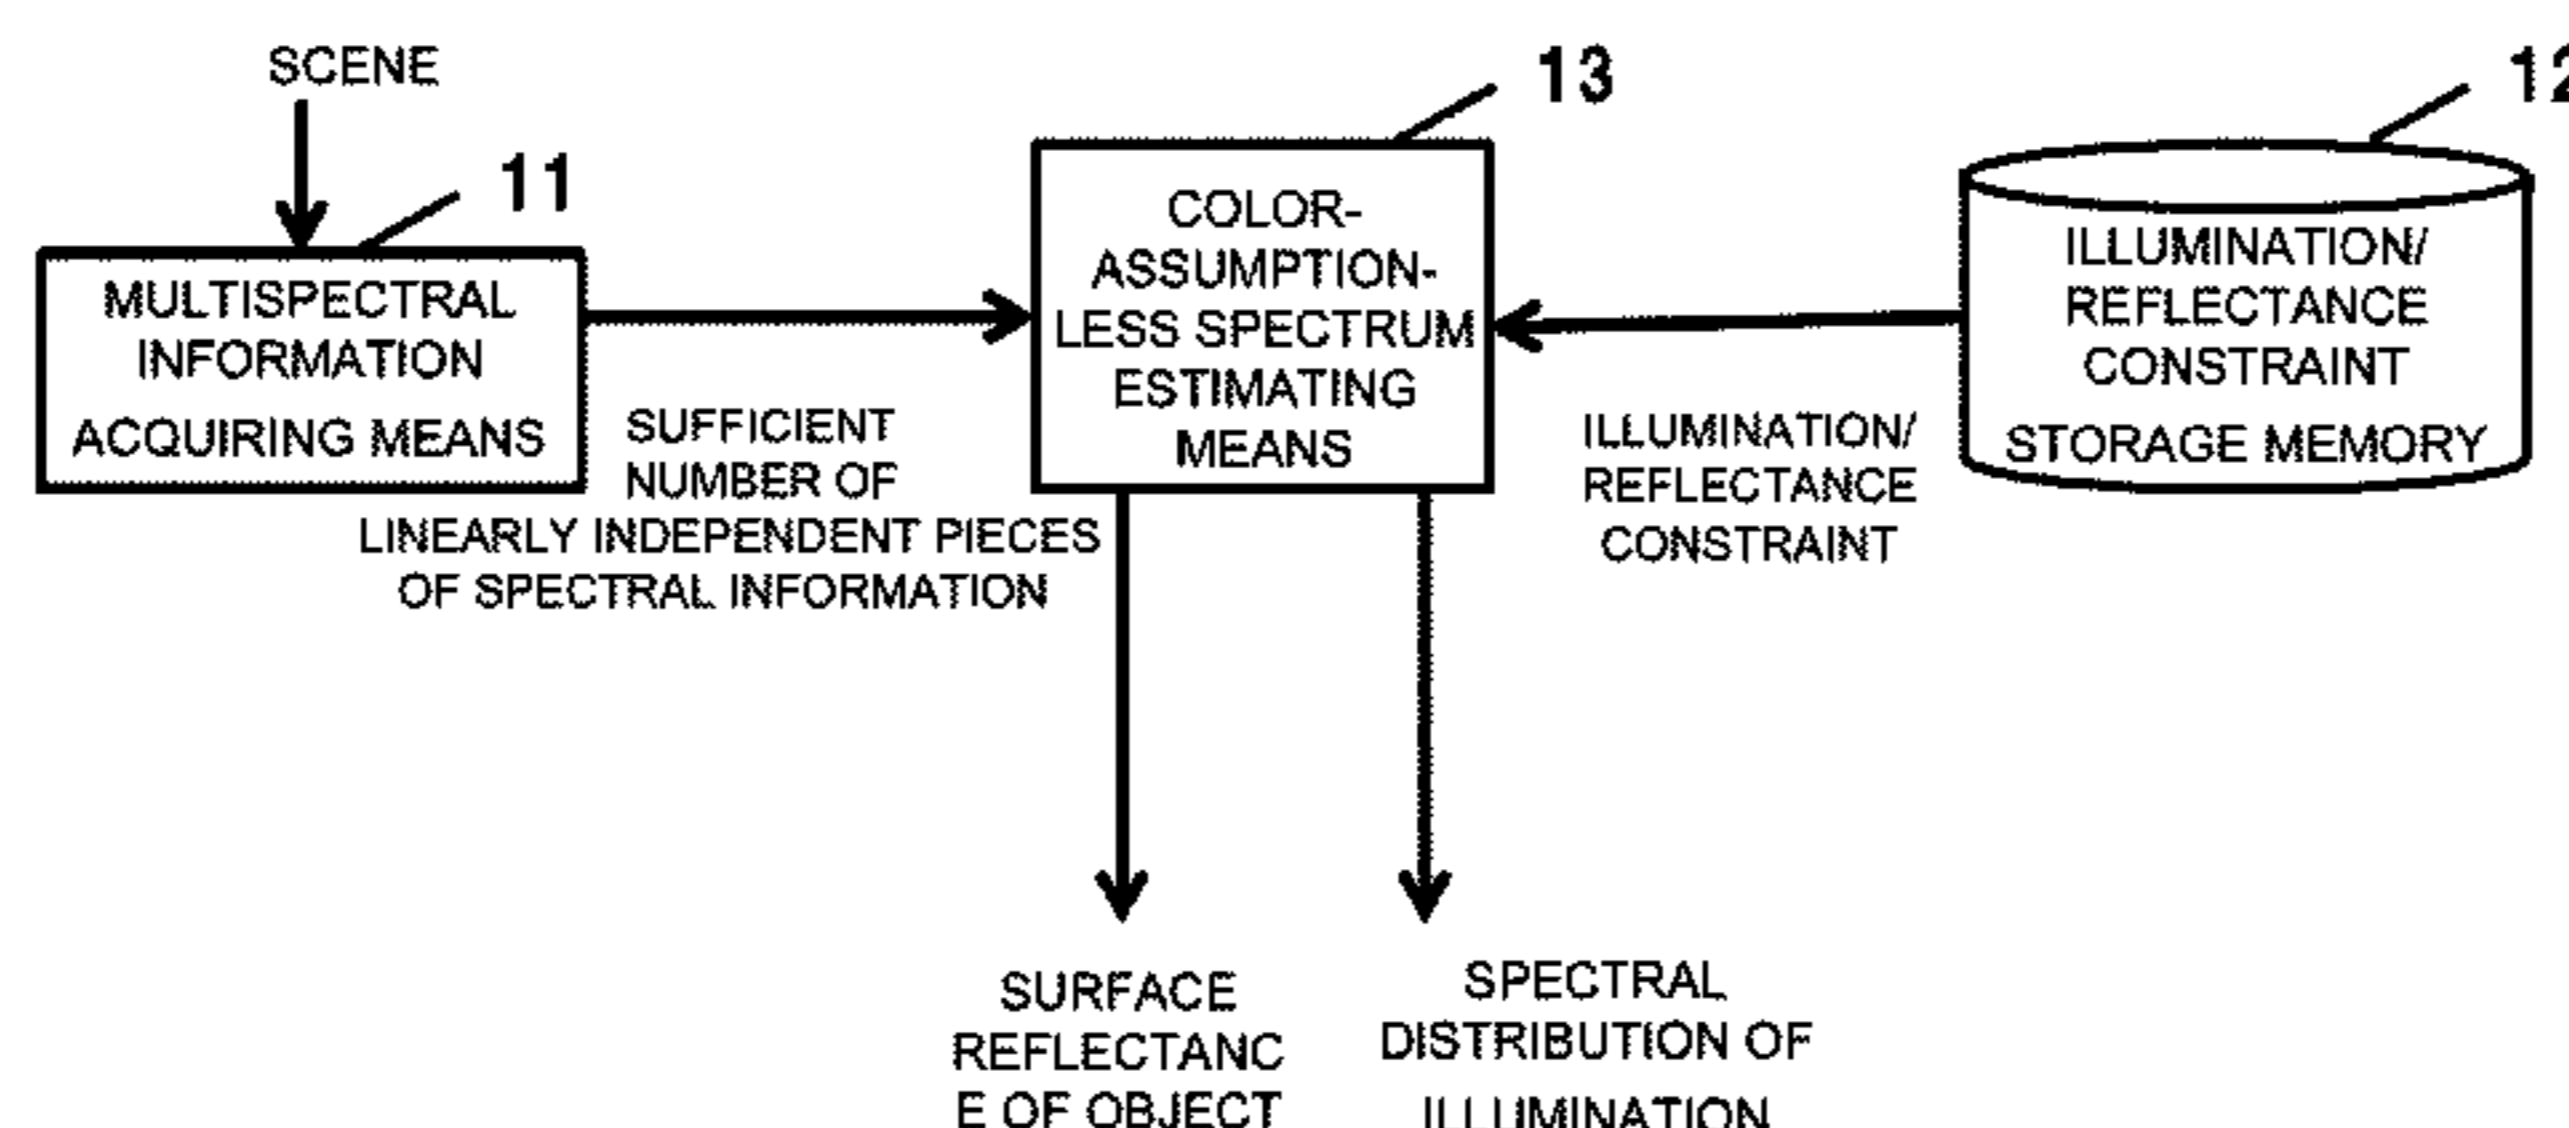 SCENE
11
MULTISPECTRAL
INFORMATION
ACQUIRING MEANS
SUFFICIENT
NUMBER OF
LINEARLY INDEPENDENT PIECES
OF SPECTRAL INFORMATION
13
COLOR-
ASSUMPTION-
LESS SPECTRUM
ESTIMATING
MEANS
ILLUMINATION/
REFLECTANCE
CONSTRAINT
12
ILLUMINATION/
REFLECTANCE
CONSTRAINT
STORAGE MEMORY
SURFACE
REFLECTANC
E OF OBJECT
SPECTRAL
DISTRIBUTION OF
ILLUMINATION